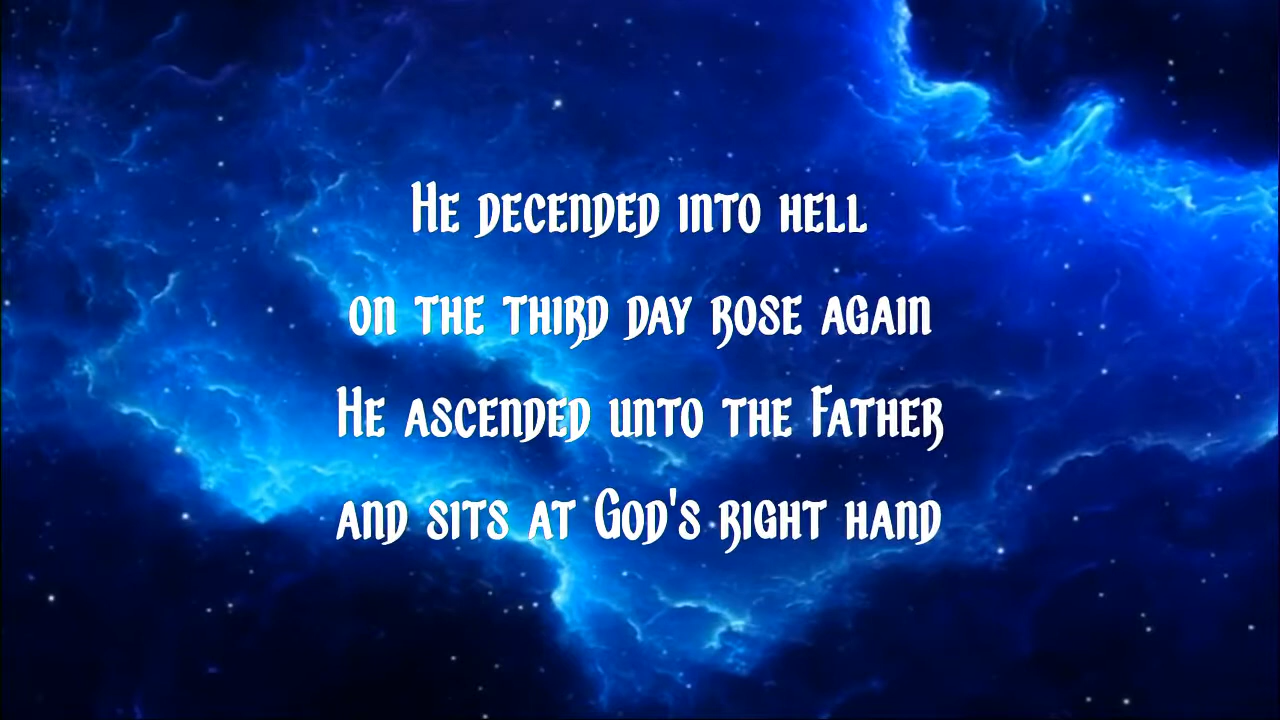 He decended into hell
on the third day rose again
He ascended unto the Father
and sits at God's right hand